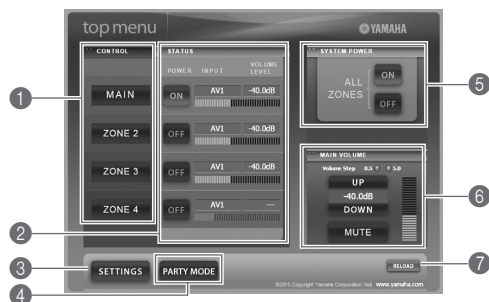 top menu
YAMAHA
CONTROL
MAIN
ZONE 2
ZONE 3
ZONE 4
STATUS
POWER INPUT VOLUME LEVEL
ON AV1 -40.0dB
OFF AV1 -40.0dB
OFF AV1 -40.0dB
OFF AV1 ---
SYSTEM POWER
ALL ZONES
ON
OFF
MAIN VOLUME
Volume Step 0.5 5.0
UP
-40.0dB
DOWN
MUTE
SETTINGS
PARTY MODE
RELOAD
©2015 Copyright Yamaha Corporation Visit www.yamaha.com
1
2
3
4
5
6
7